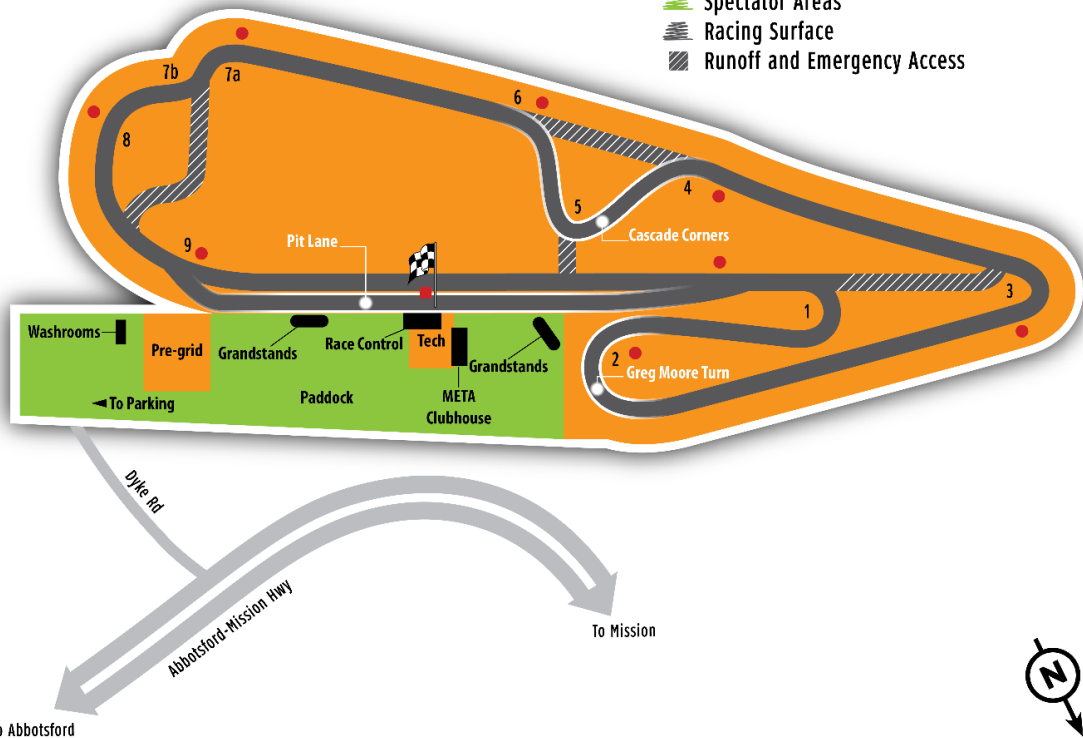 Spectator Areas
Racing Surface
Runoff and Emergency Access
7b
7a
6
8
4
5
Cascade Corners
9
Pit Lane
3
1
2
Greg Moore Turn
Washrooms
Pre-grid
Grandstands
Race Control
Tech
Grandstands
To Parking
Paddock
META
Clubhouse
Dyke Rd
Abbotsford-Mission Hwy
To Mission
N
Abbotsford